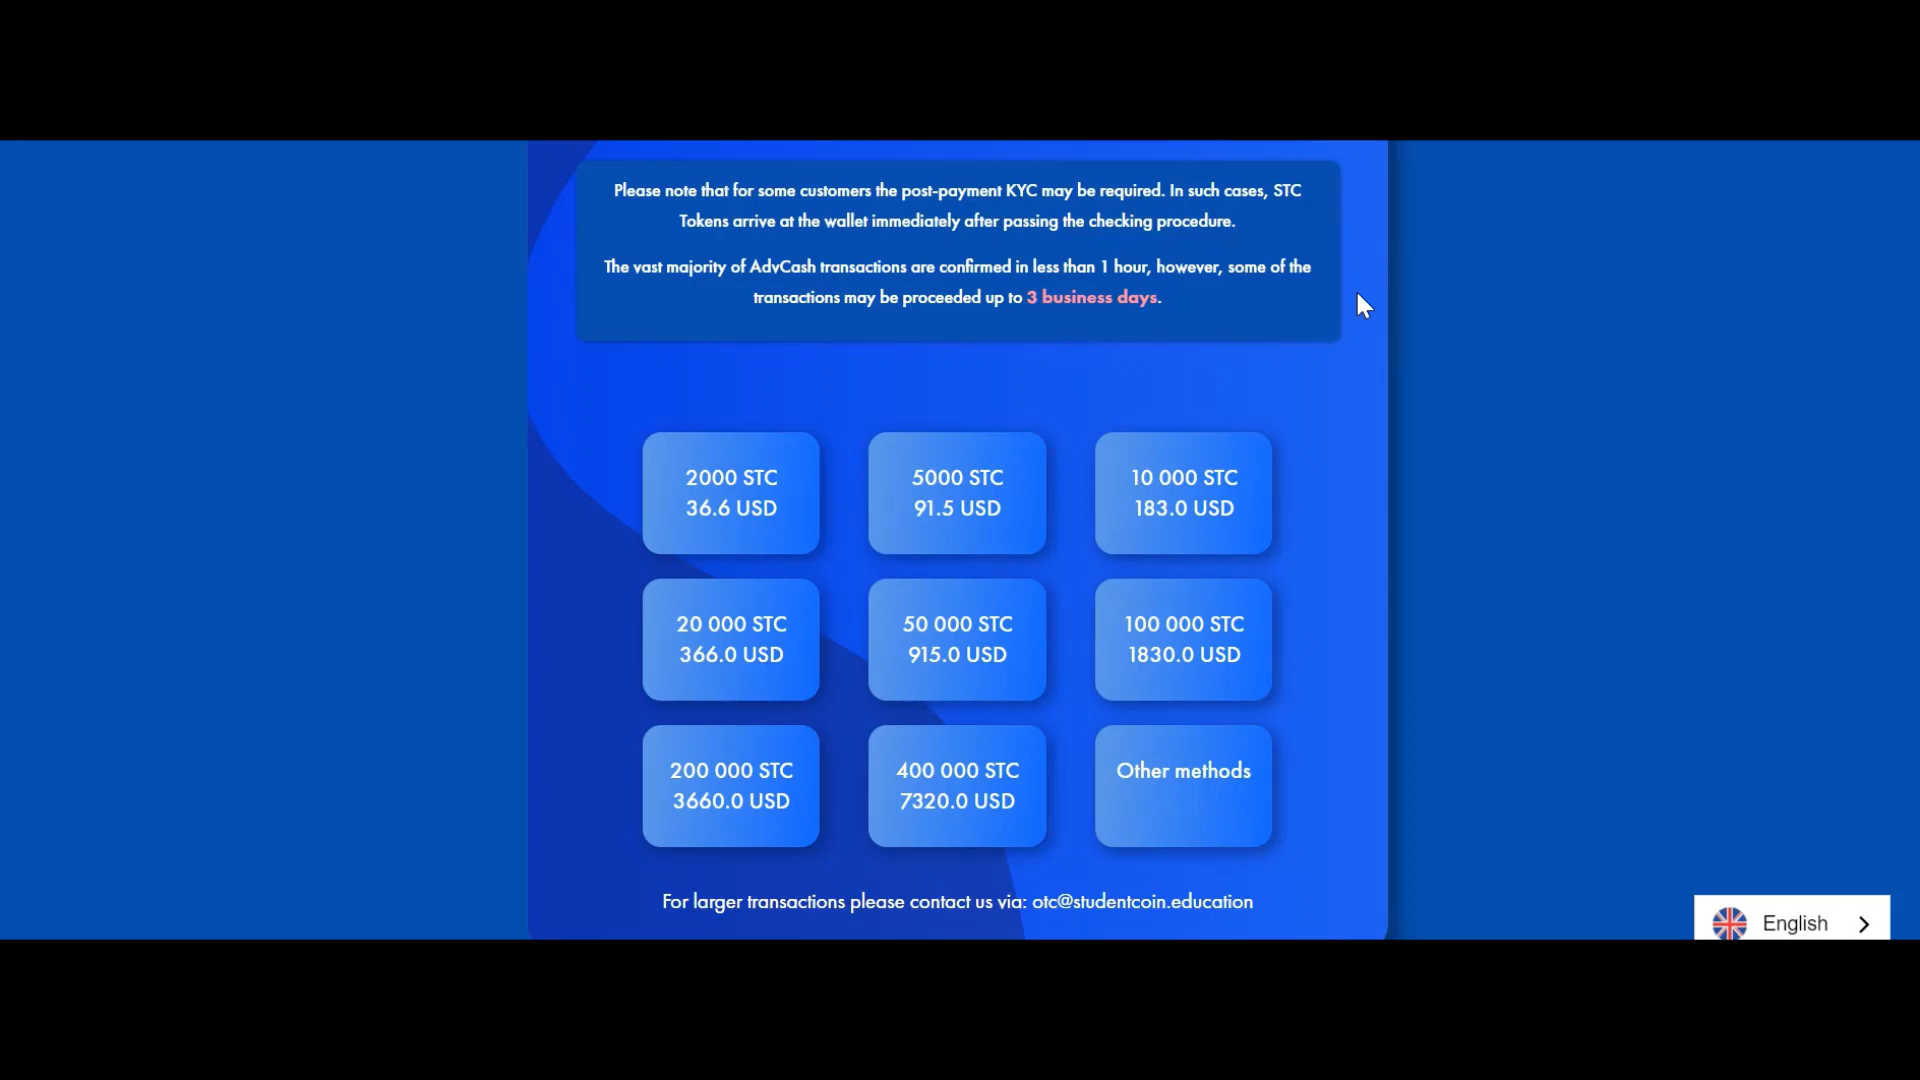 Please note that for some customers the post-payment KYC may be required. In such cases, STC
Tokens arrive at the wallet immediately after passing the checking procedure.
The vast majority of AdvCash transactions are confirmed in less than 1 hour, however, some of the
transactions may be proceeded up to 3 business days.
2000 STC
36.6 USD
5000 STC
91.5 USD
10 000 STC
183.0 USD
20 000 STC
366.0 USD
50 000 STC
915.0 USD
100 000 STC
1830.0 USD
200 000 STC
3660.0 USD
400 000 STC
7320.0 USD
Other methods
For larger transactions please contact us via: otc@studentcoin.education
English